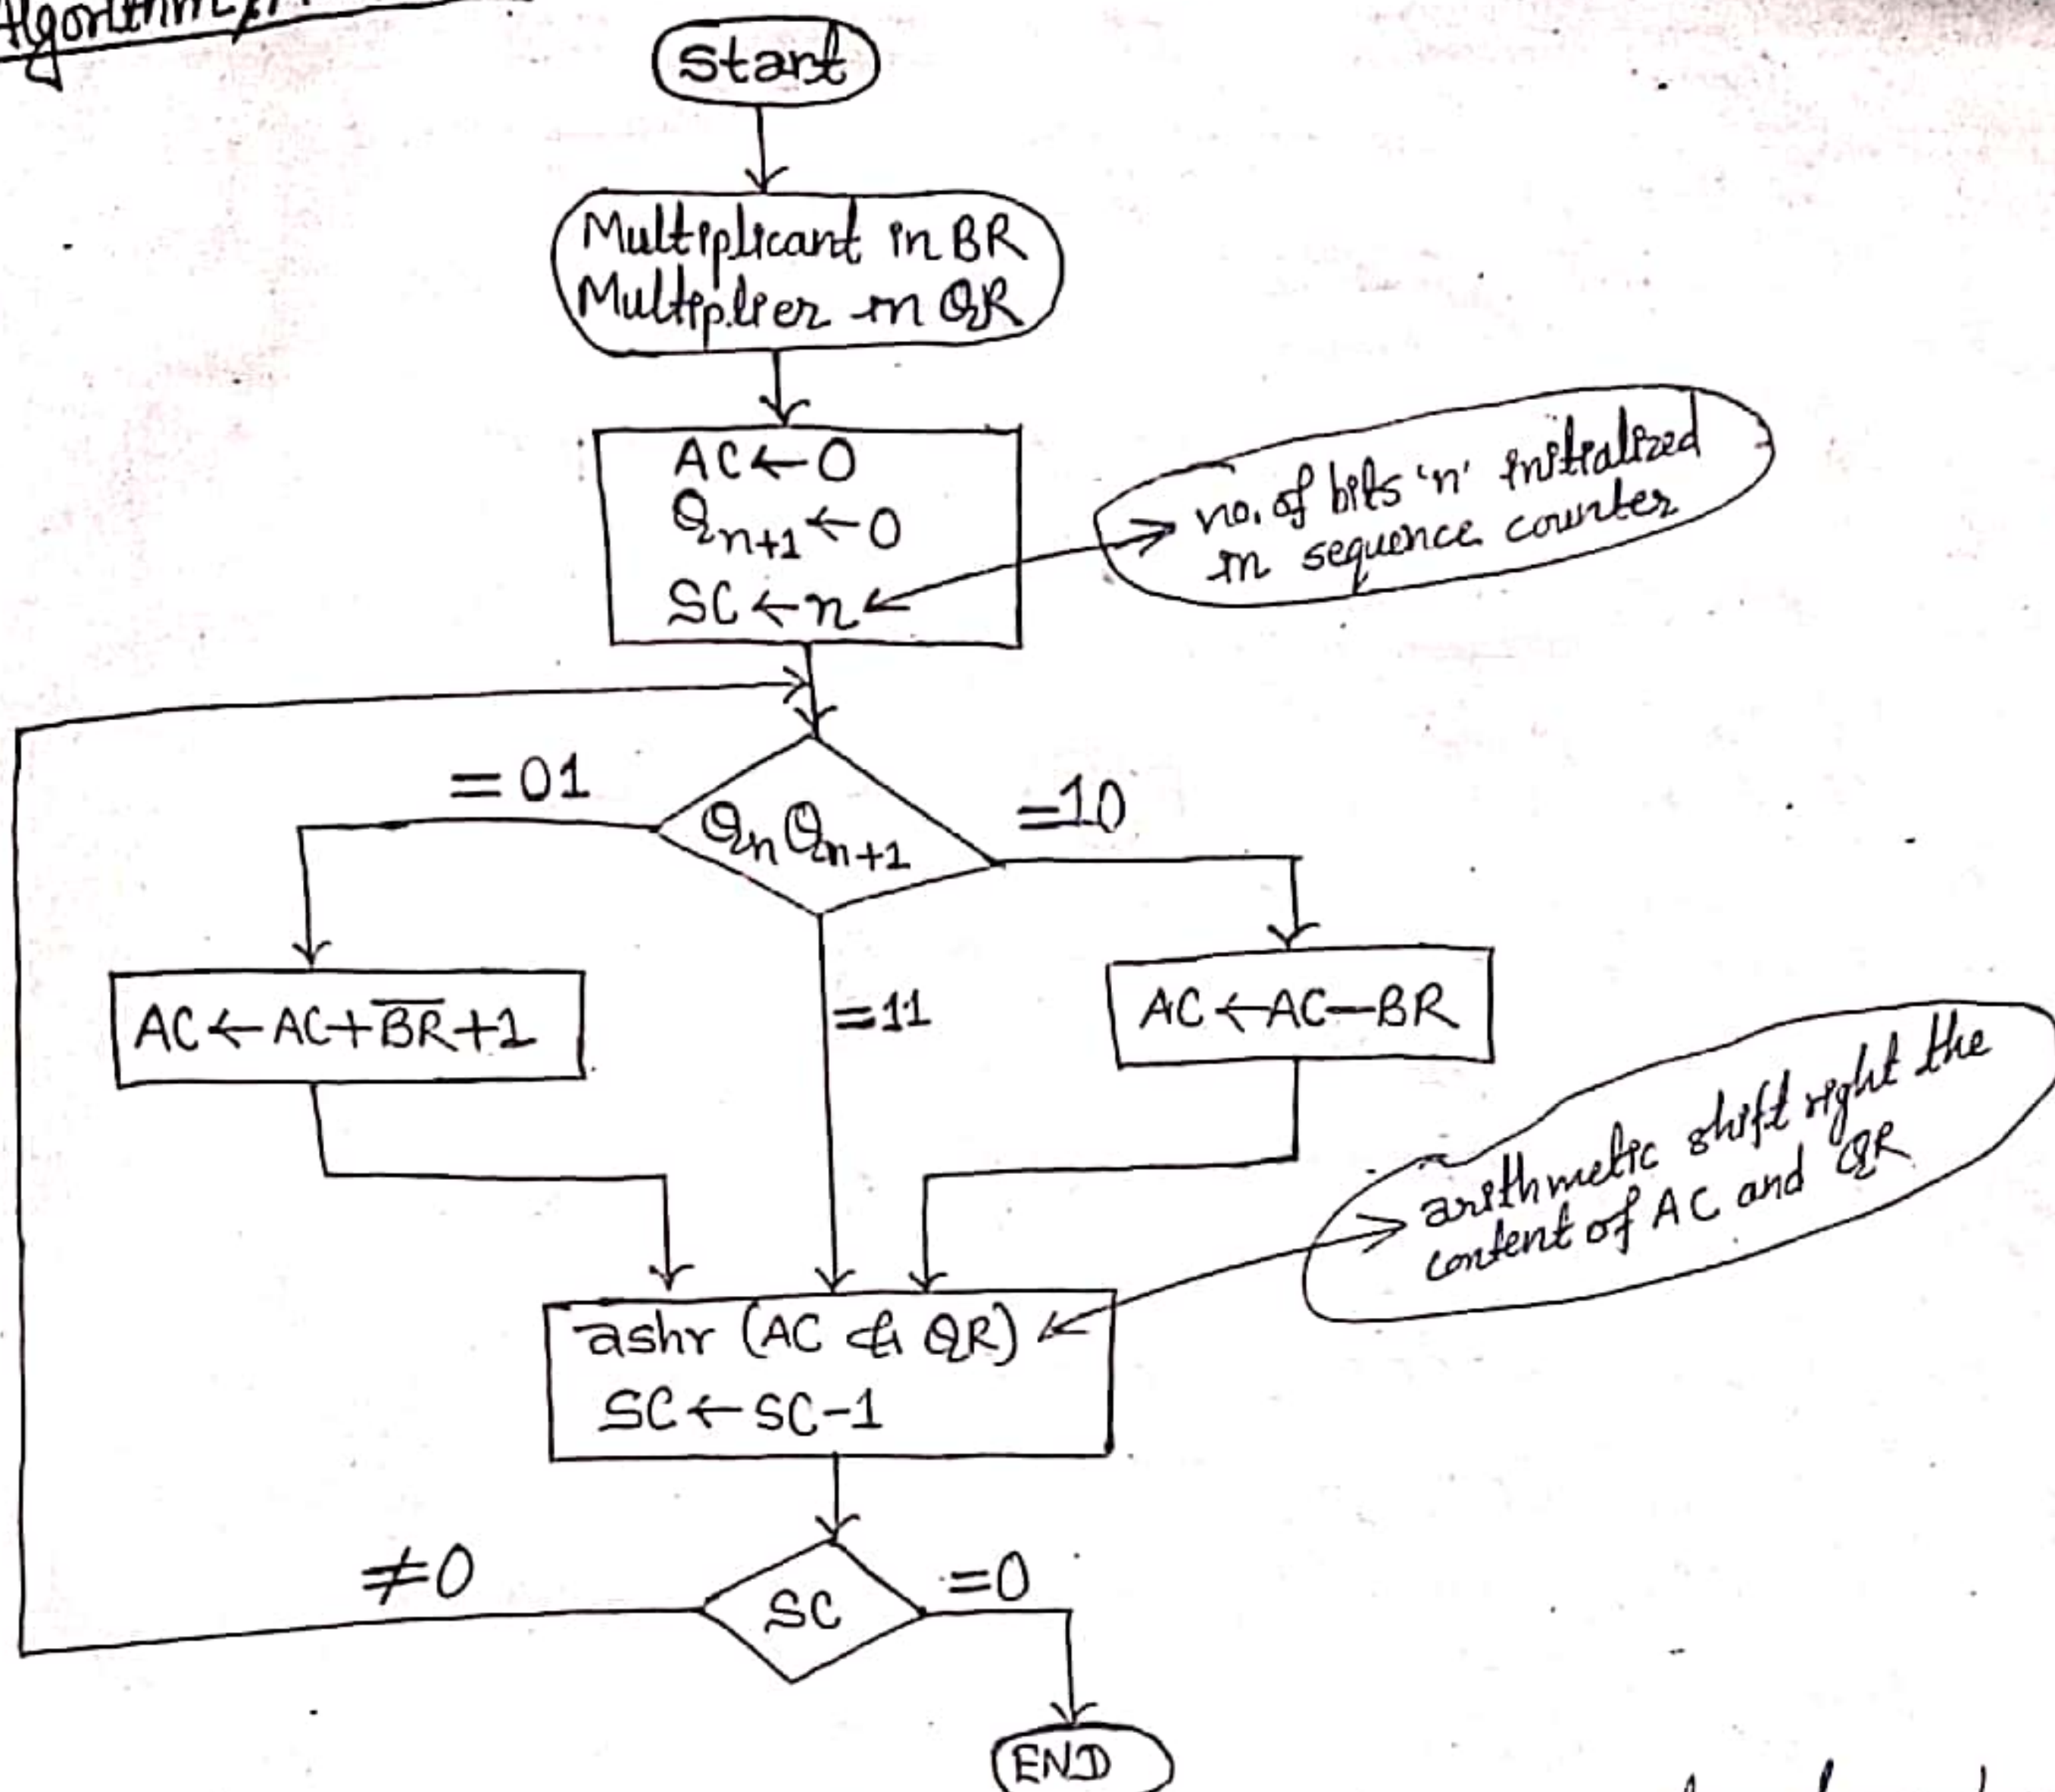 Algorithm
start
Multiplicant in BR
Multiplier in QR
AC←0
Qn+1←0
SC←n
no. of bits 'n' initialized
in sequence counter
=01
QnQn+1
=10
AC←AC+B̅R̅+1
=11
AC←AC-BR
arithmetic shift right the
content of AC and QR
ashr (AC & QR)
SC←SC-1
≠0
SC
=0
END